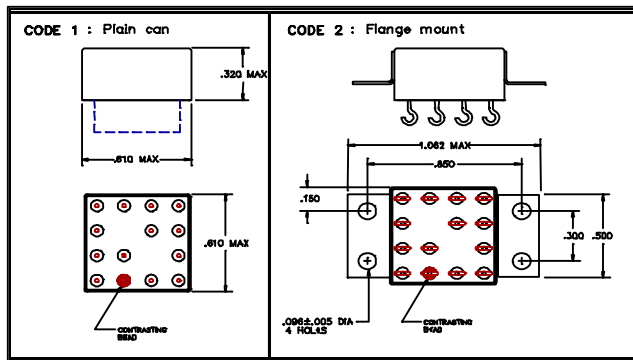 CODE 1 : Plain can
.320 MAX
.610 MAX
.610 MAX
CONTRASTING
BEAD
CODE 2 : Flange mount
1.062 MAX
.850
.150
.300
.500
.096±.005 DIA
4 HOLES
CONTRASTING
BEAD